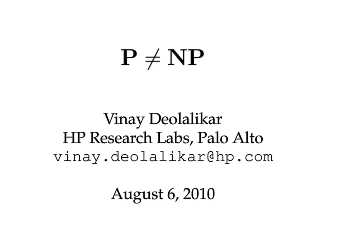 P ≠ NP
Vinay Deolalikar
HP Research Labs, Palo Alto
vinay.deolalikar@hp.com
August 6, 2010